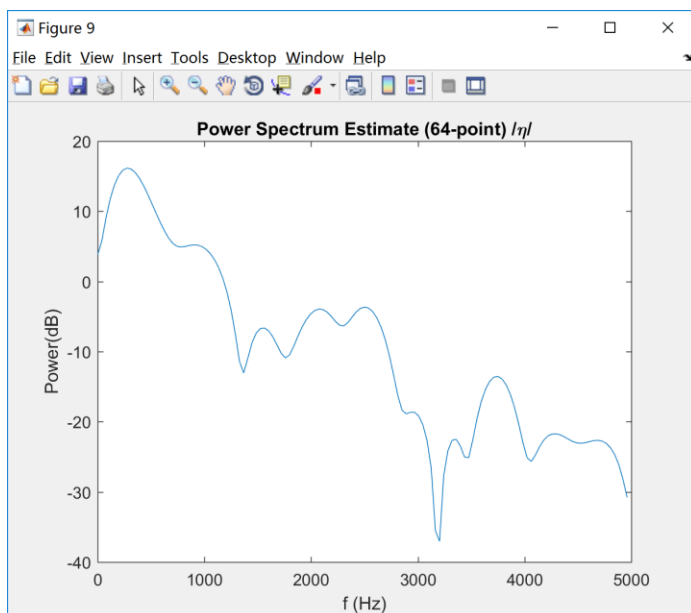 Figure 9
File Edit View Insert Tools Desktop Window Help
Power Spectrum Estimate (64-point) /η/
20
10
0
-10
-20
-30
-40
Power(dB)
0 1000 2000 3000 4000 5000
f (Hz)